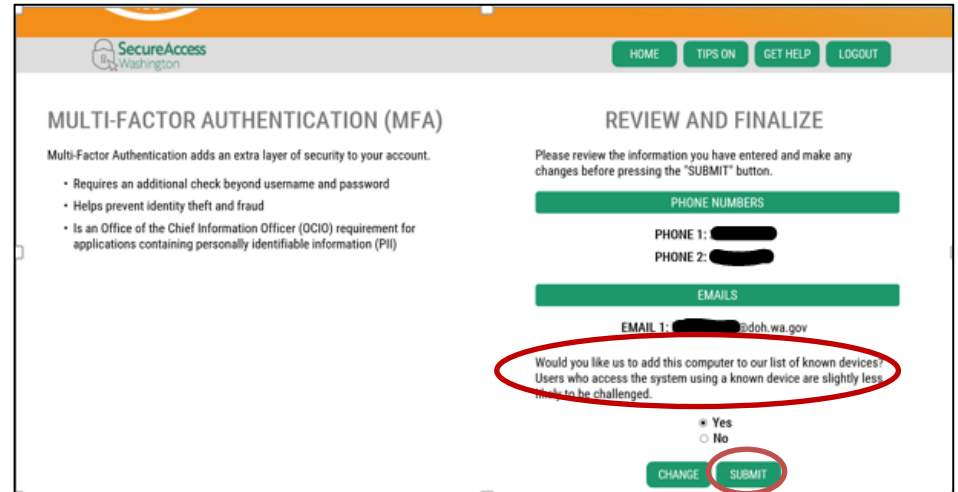 SecureAccess
Washington
HOME
TIPS ON
GET HELP
LOGOUT
MULTI-FACTOR AUTHENTICATION (MFA)
Multi-Factor Authentication adds an extra layer of security to your account.
• Requires an additional check beyond username and password
• Helps prevent identity theft and fraud
• Is an Office of the Chief Information Officer (OCIO) requirement for
applications containing personally identifiable information (PII)
REVIEW AND FINALIZE
Please review the information you have entered and make any
changes before pressing the "SUBMIT" button.
PHONE NUMBERS
PHONE 1:
PHONE 2:
EMAILS
EMAIL 1: @doh.wa.gov
Would you like us to add this computer to our list of known devices?
Users who access the system using a known device are slightly less
likely to be challenged.
Yes
No
CHANGE
SUBMIT